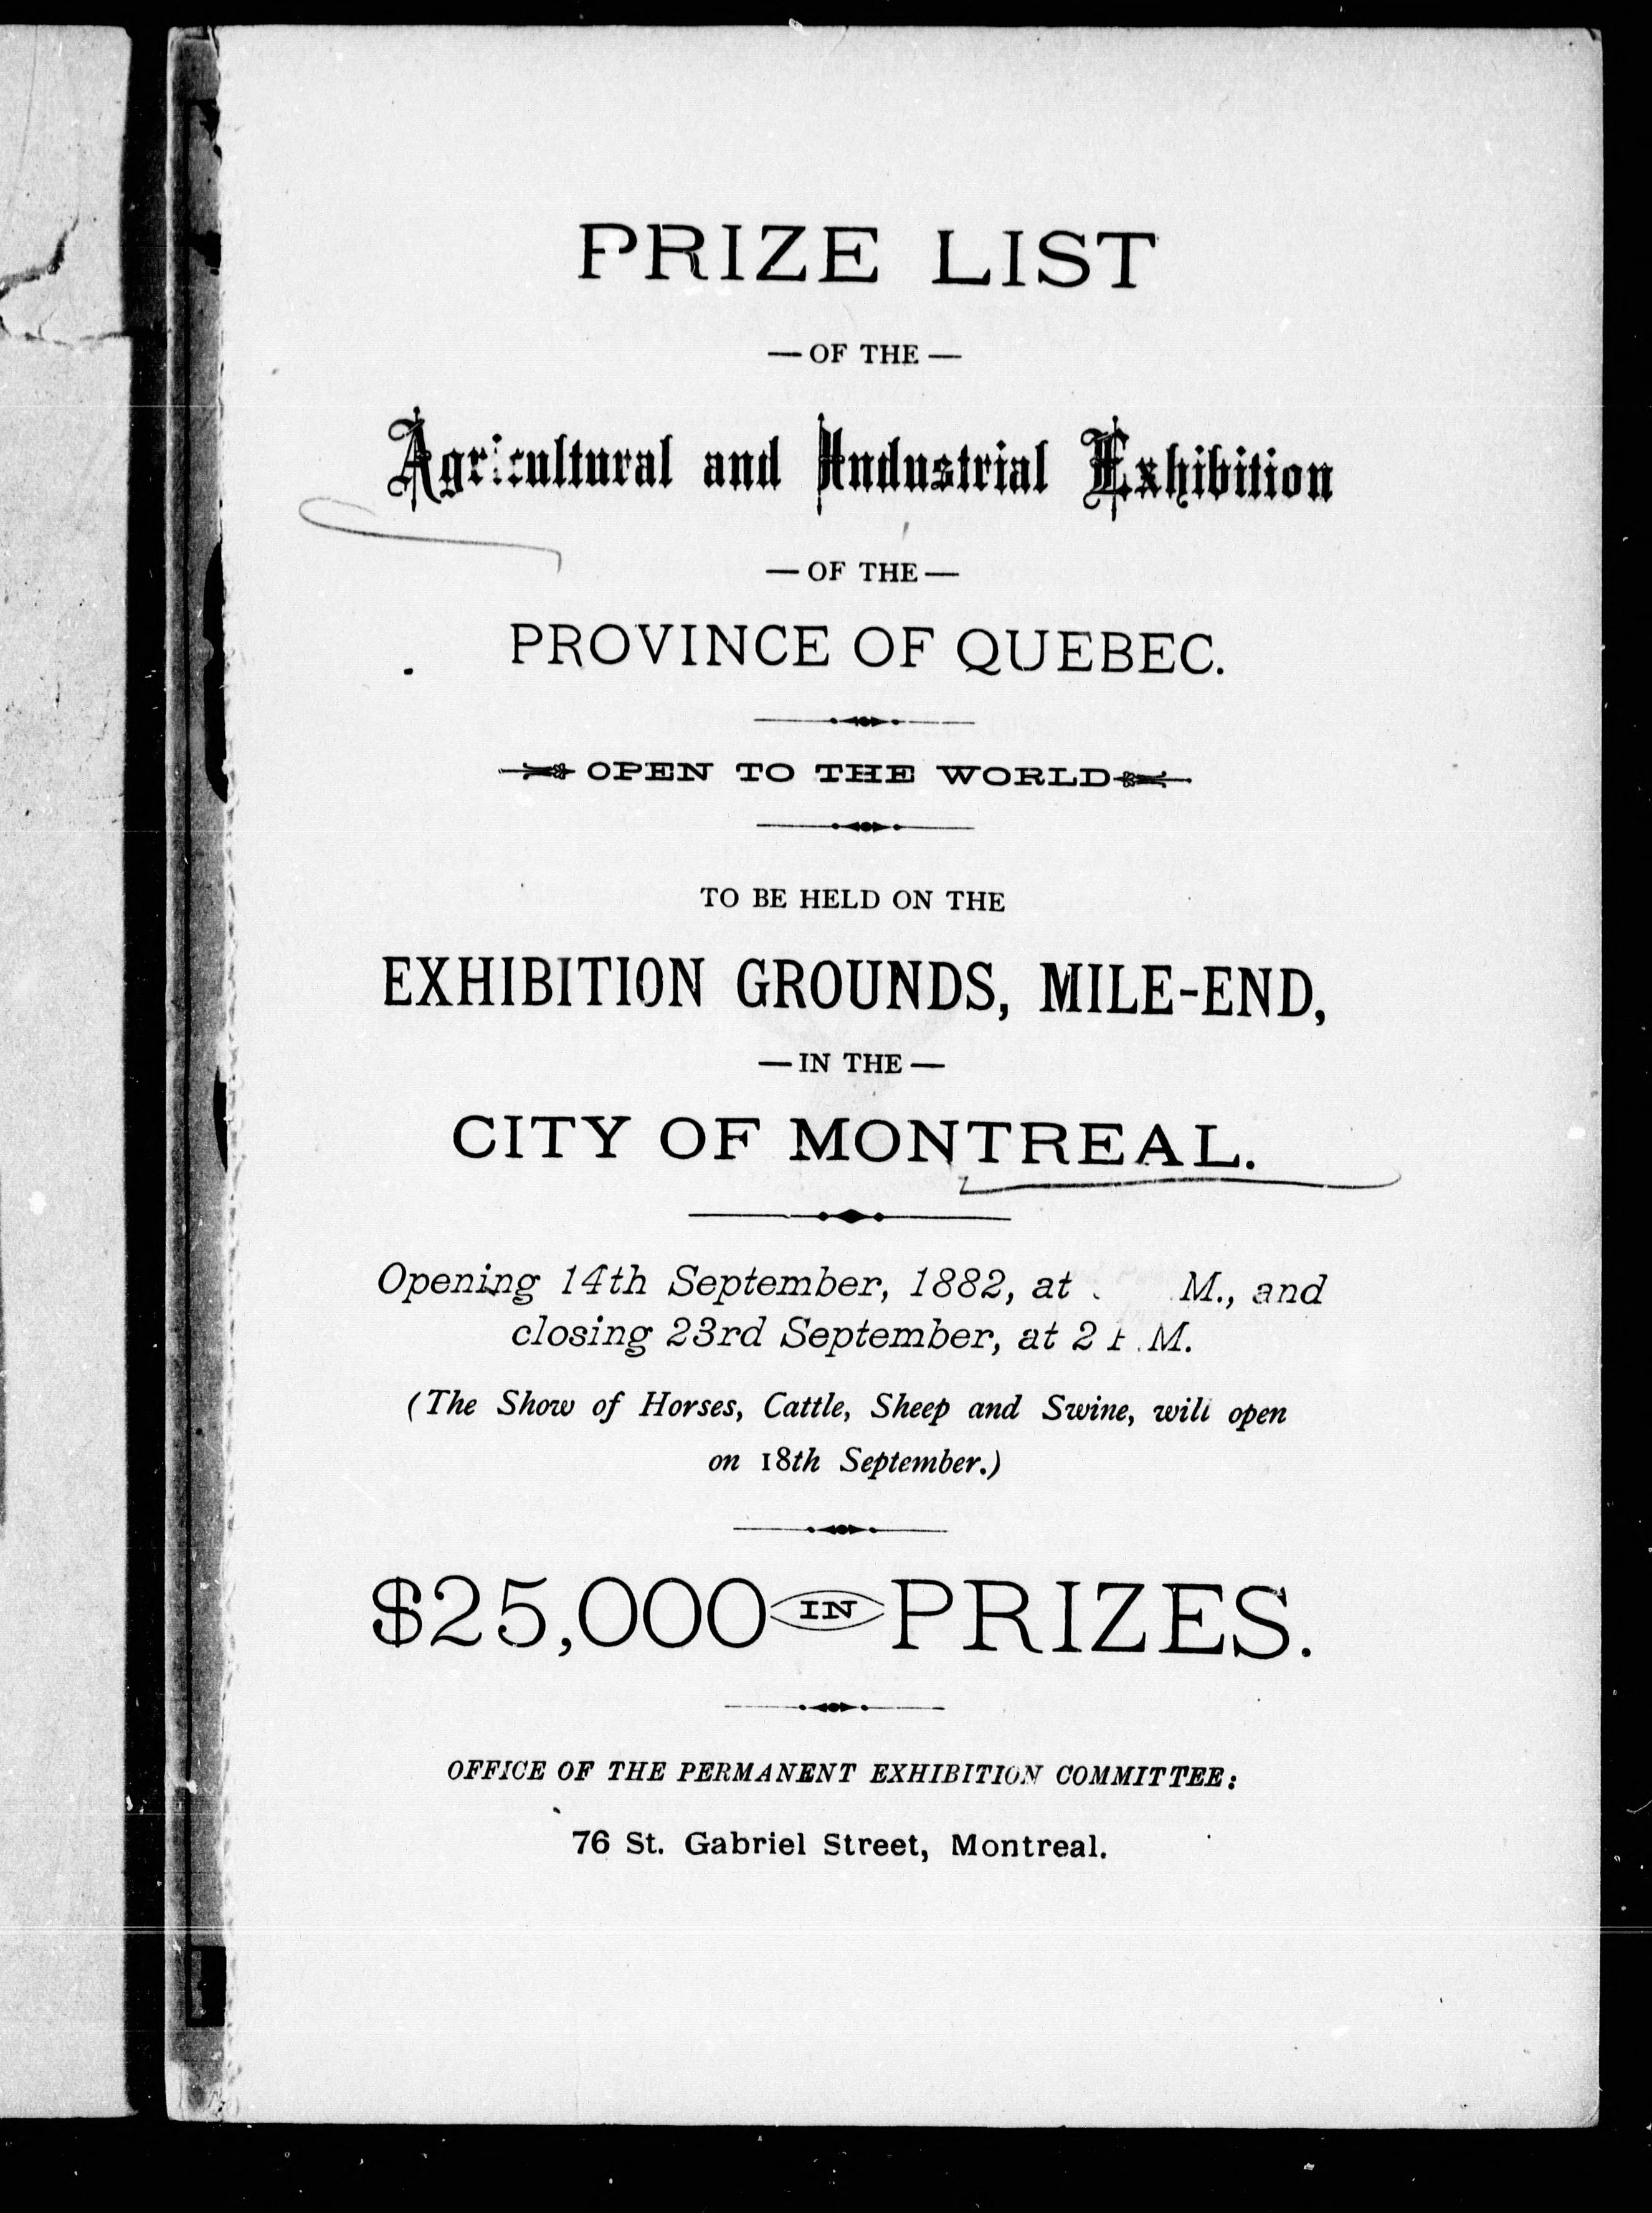 PRIZE LIST
— OF THE —
Agricultural and Industrial Exhibition
— OF THE —
PROVINCE OF QUEBEC.
OPEN TO THE WORLD
TO BE HELD ON THE
EXHIBITION GROUNDS, MILE-END,
— IN THE —
CITY OF MONTREAL.
Opening 14th September, 1882, at M., and
closing 23rd September, at 2 P.M.
(The Show of Horses, Cattle, Sheep and Swine, will open
on 18th September.)
$25,000 IN PRIZES.
OFFICE OF THE PERMANENT EXHIBITION COMMITTEE:
76 St. Gabriel Street, Montreal.